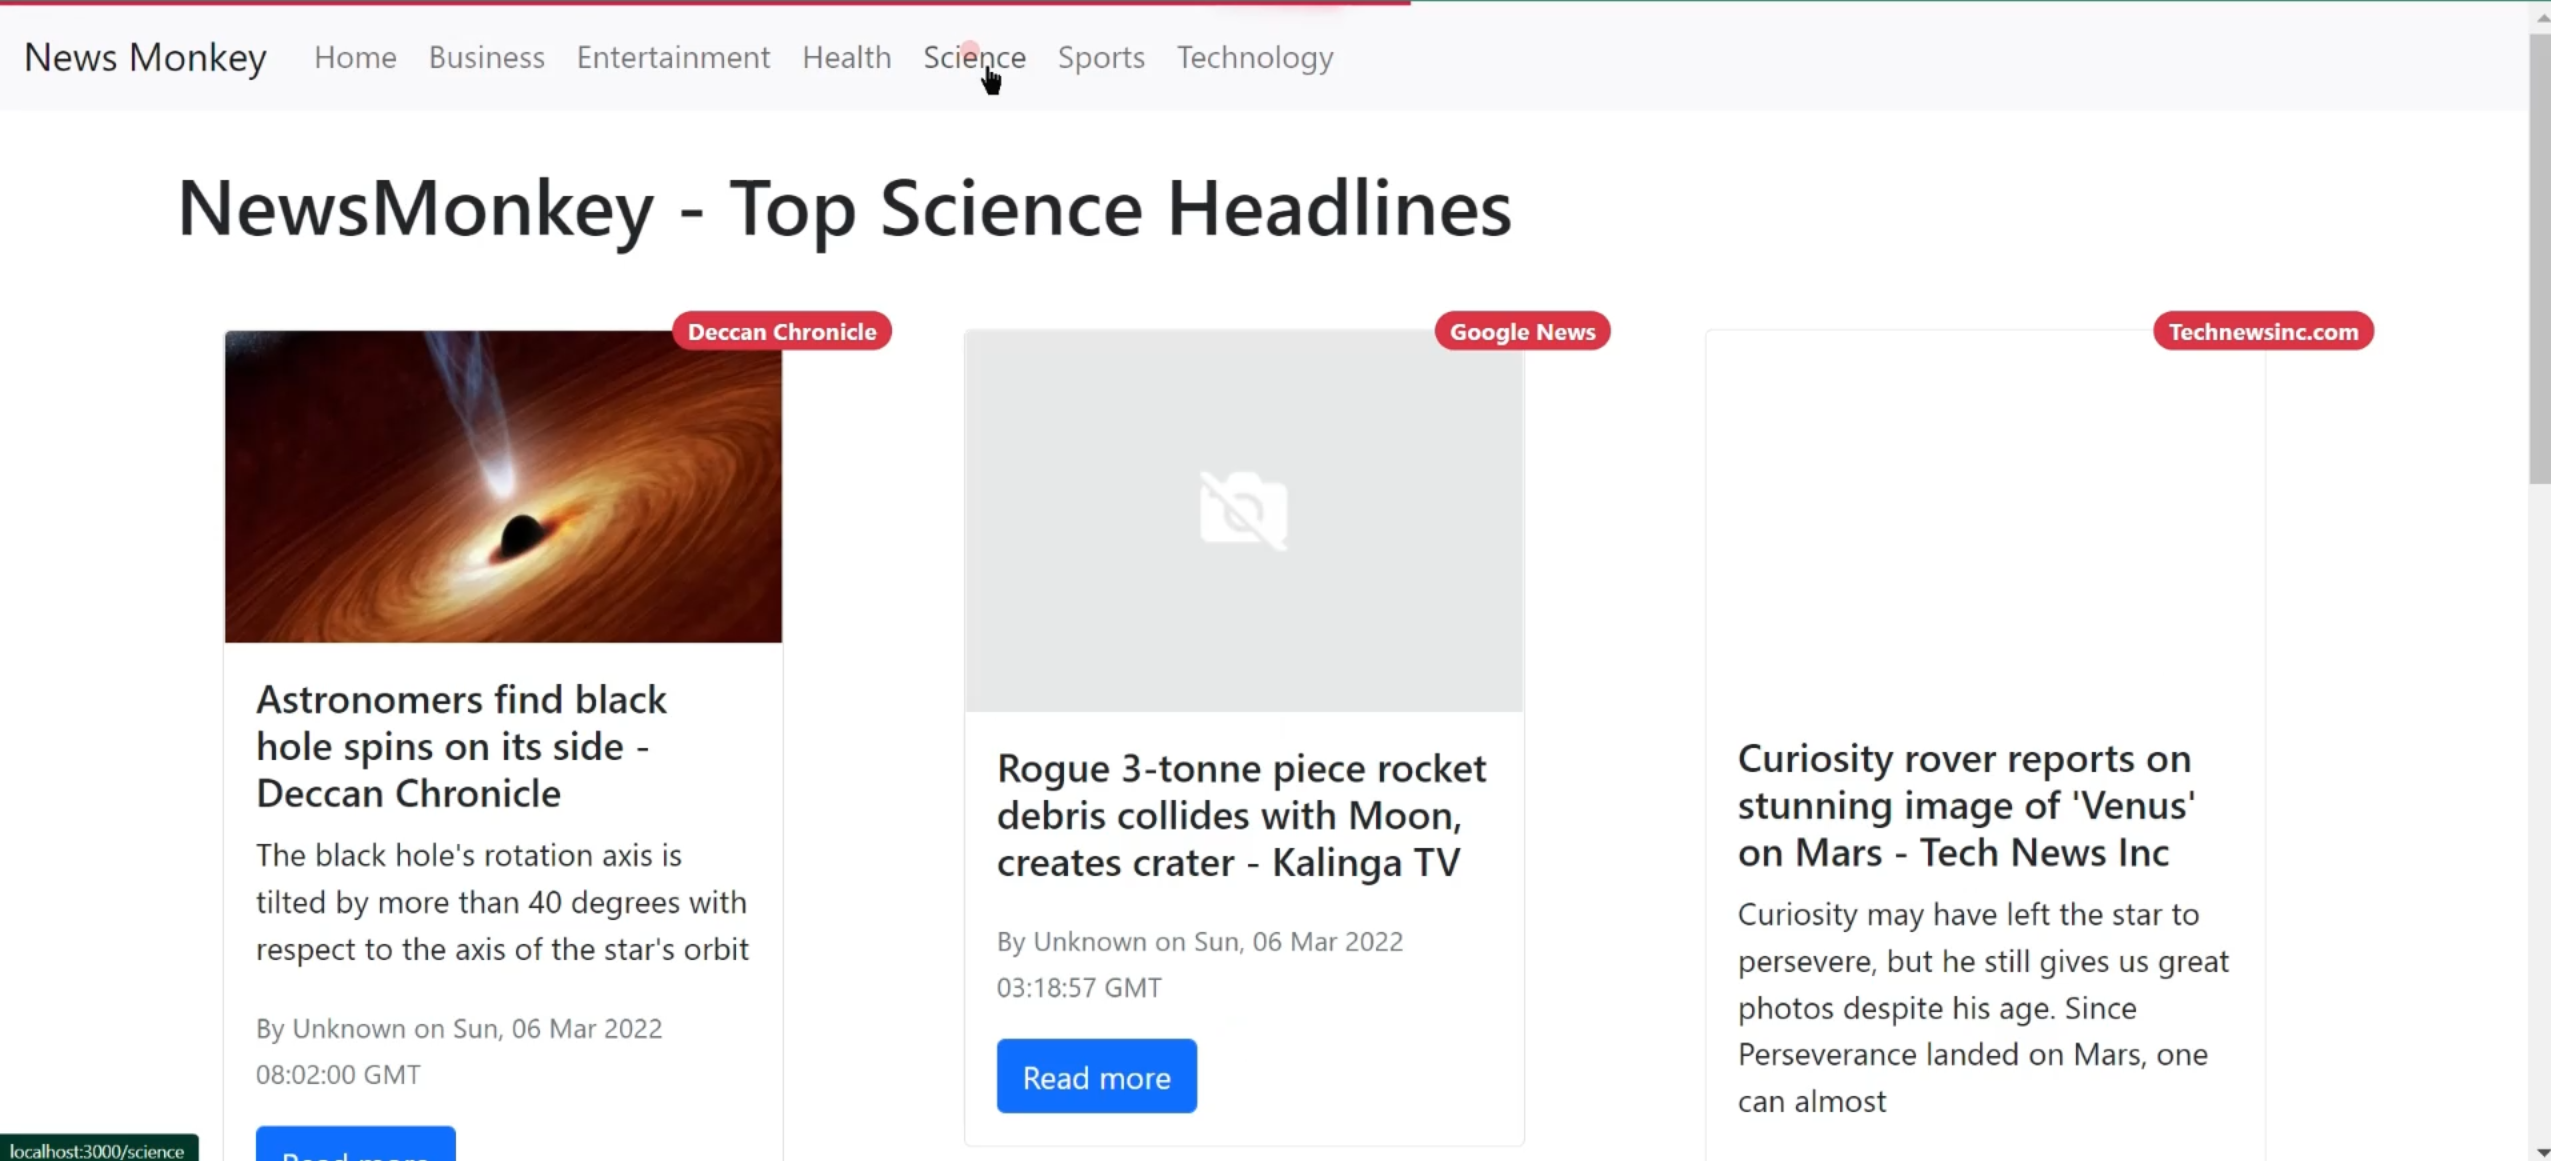 News Monkey Home Business Entertainment Health Science Sports Technology
NewsMonkey - Top Science Headlines
Deccan Chronicle
Astronomers find black
hole spins on its side -
Deccan Chronicle
The black hole's rotation axis is
tilted by more than 40 degrees with
respect to the axis of the star's orbit
By Unknown on Sun, 06 Mar 2022
08:02:00 GMT
Read more
Google News
Rogue 3-tonne piece rocket
debris collides with Moon,
creates crater - Kalinga TV
By Unknown on Sun, 06 Mar 2022
03:18:57 GMT
Read more
Technewsinc.com
Curiosity rover reports on
stunning image of 'Venus'
on Mars - Tech News Inc
Curiosity may have left the star to
persevere, but he still gives us great
photos despite his age. Since
Perseverance landed on Mars, one
can almost
localhost:3000/science